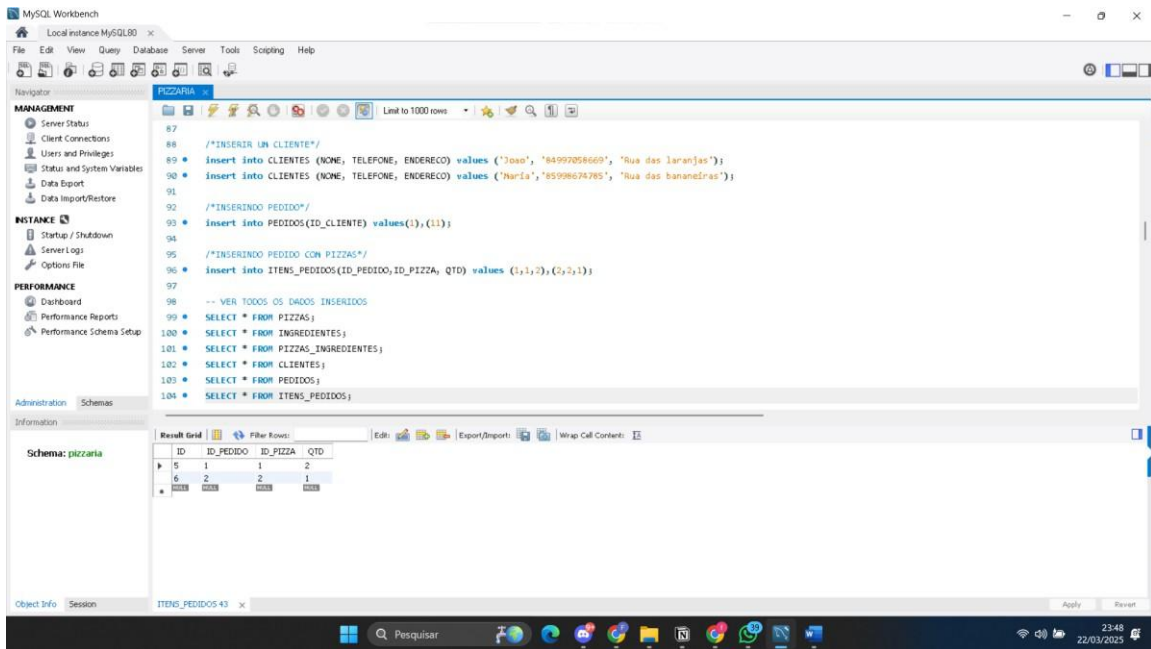 MySQL Workbench
Local instance MySQL80 ×
File Edit View Query Database Server Tools Scripting Help
Navigator
PIZZARIA ×
MANAGEMENT
Server Status
Client Connections
Users and Privileges
Status and System Variables
Data Export
Data Import/Restore
INSTANCE
Startup / Shutdown
Server Logs
Options File
PERFORMANCE
Dashboard
Performance Reports
Performance Schema Setup
Administration Schemas
Limit to 1000 rows
87
88 /*INSERIR UM CLIENTE*/
89 insert into CLIENTES (NOME, TELEFONE, ENDERECO) values ('Joao', '84997058669', 'Rua das laranjas');
90 insert into CLIENTES (NOME, TELEFONE, ENDERECO) values ('Maria','85998674785', 'Rua das bananeiras');
91
92 /*INSERINDO PEDIDO*/
93 insert into PEDIDOS(ID_CLIENTE) values(1),(11);
94
95 /*INSERINDO PEDIDO COM PIZZAS*/
96 insert into ITENS_PEDIDOS(ID_PEDIDO,ID_PIZZA, QTD) values (1,1,2),(2,2,1);
97
98 -- VER TODOS OS DADOS INSERIDOS
99 SELECT * FROM PIZZAS;
100 SELECT * FROM INGREDIENTES;
101 SELECT * FROM PIZZAS_INGREDIENTES;
102 SELECT * FROM CLIENTES;
103 SELECT * FROM PEDIDOS;
104 SELECT * FROM ITENS_PEDIDOS;
Information
Schema: pizzaria
Object Info Session
Result Grid Filter Rows: Edit: Export/Import: Wrap Cell Content:
ID ID_PEDIDO ID_PIZZA QTD
5 1 1 2
6 2 2 1
NULL NULL NULL NULL
ITENS_PEDIDOS 43 ×
Apply Revert
Pesquisar
39
23:48
22/03/2025